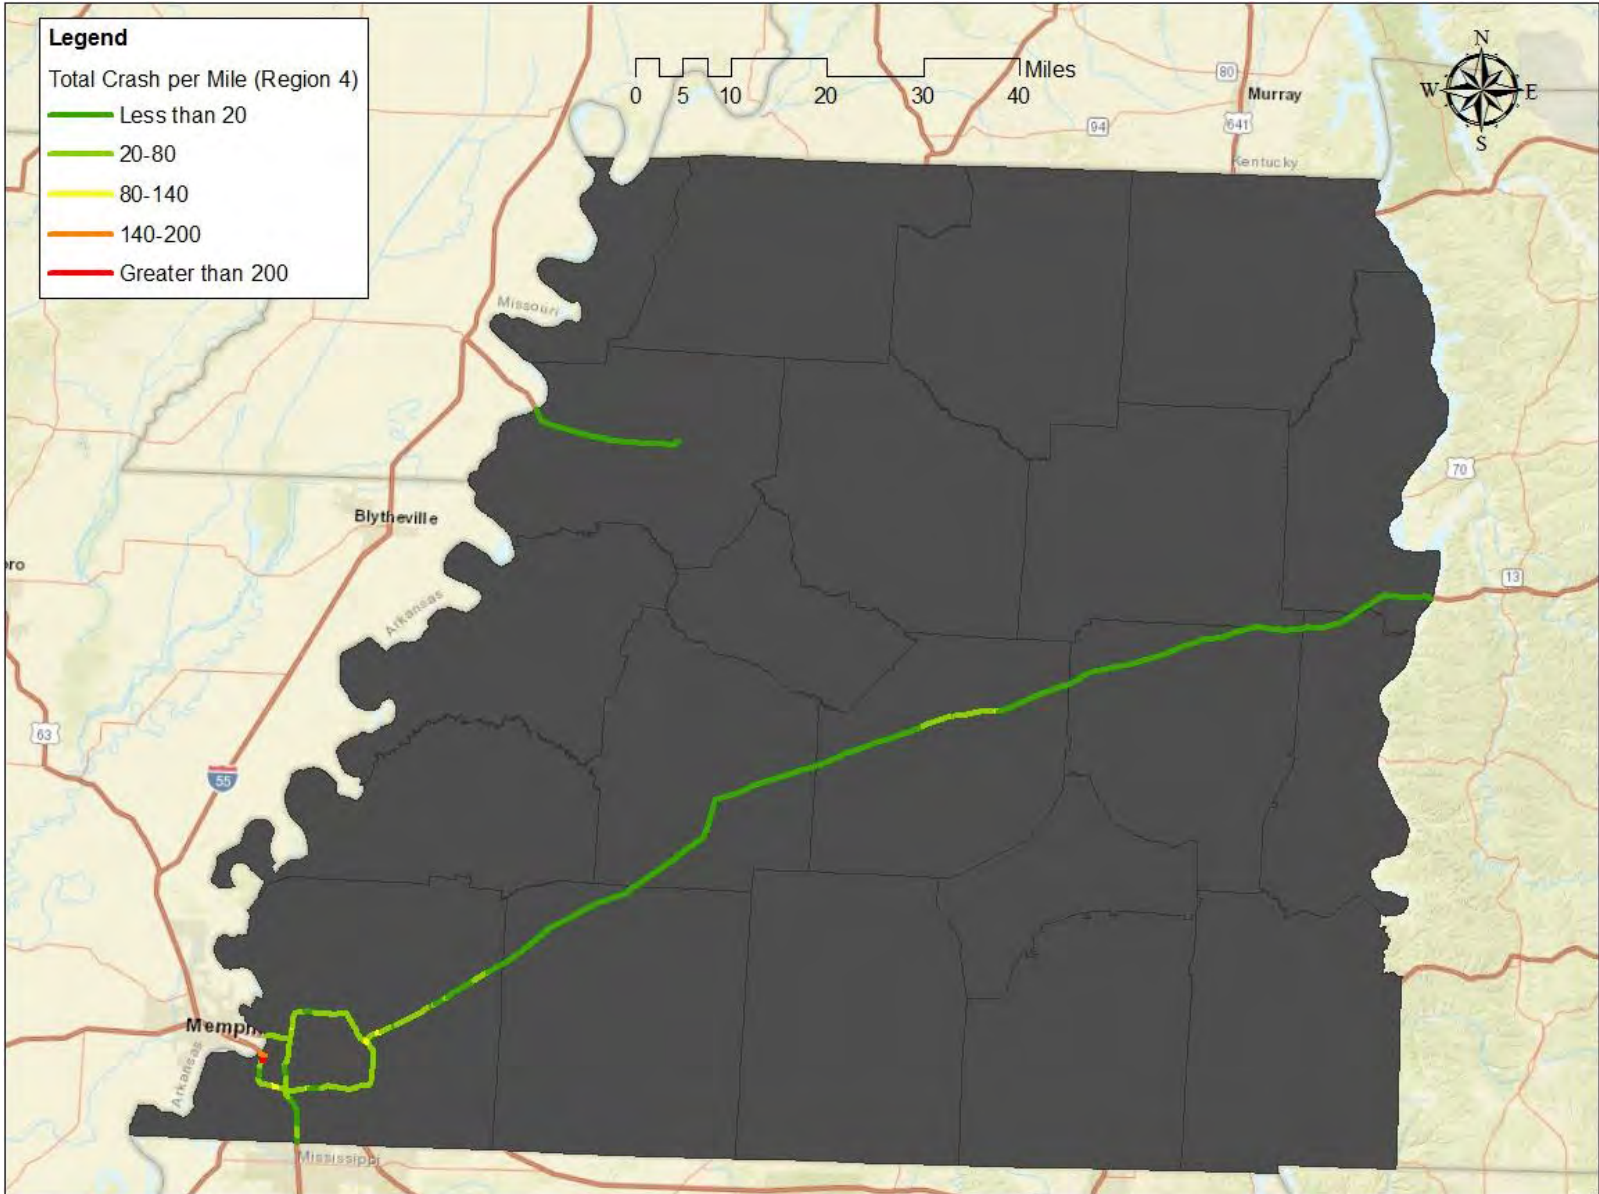 Legend
Total Crash per Mile (Region 4)
Less than 20
20-80
80-140
140-200
Greater than 200
Miles
0 5 10 20 30 40
N
W E
S
80
Murray
94
641
Kentucky
Missouri
70
Blytheville
oro
13
Arkansas
63
55
Memph
Arkansas
Mississippi